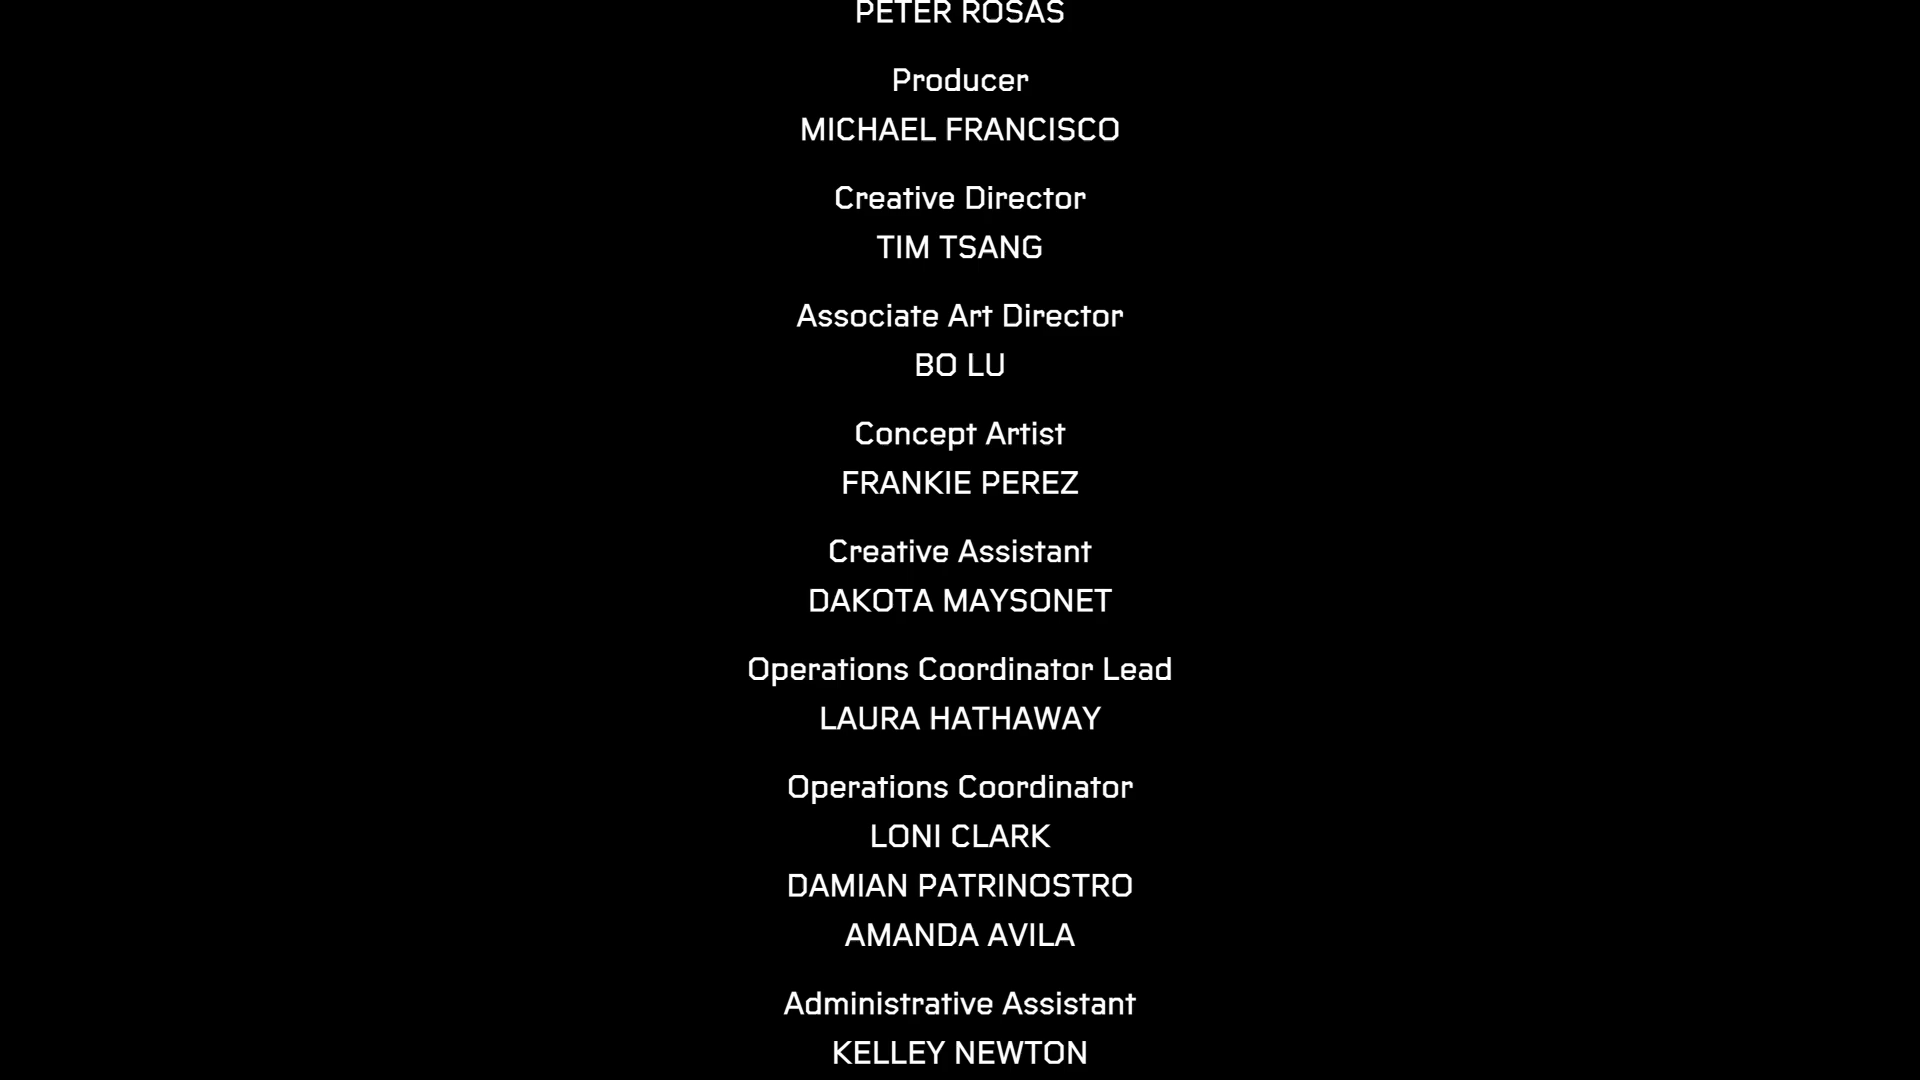 PETER ROSAS
Producer
MICHAEL FRANCISCO
Creative Director
TIM TSANG
Associate Art Director
BO LU
Concept Artist
FRANKIE PEREZ
Creative Assistant
DAKOTA MAYSONET
Operations Coordinator Lead
LAURA HATHAWAY
Operations Coordinator
LONI CLARK
DAMIAN PATRINOSTRO
AMANDA AVILA
Administrative Assistant
KELLEY NEWTON